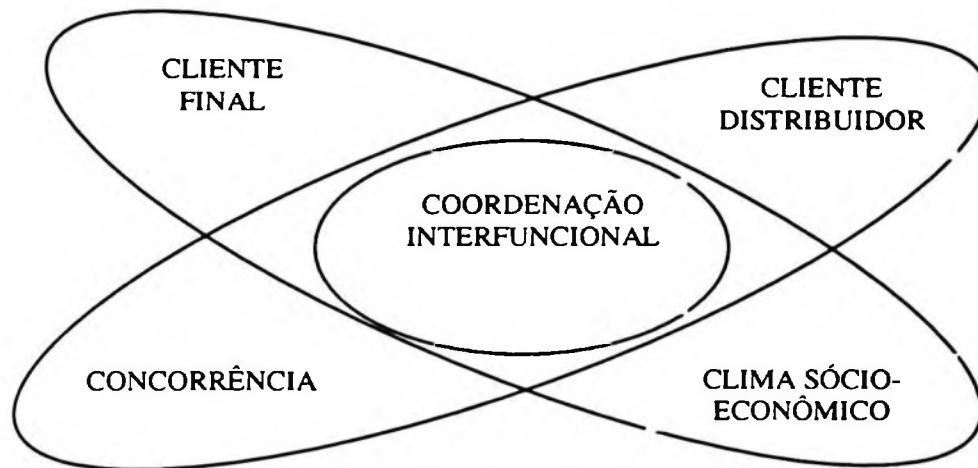 CLIENTE
FINAL
CLIENTE
DISTRIBUIDOR
COORDENAÇÃO
INTERFUNCIONAL
CONCORRÊNCIA
CLIMA SÓCIO-
ECONÔMICO